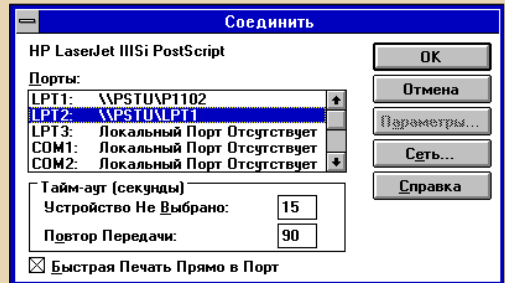 Соединить
HP LaserJet IIISi PostScript
Порты:
LPT1: \\PSTU\P1102
LPT2: \\PSTU\LPT1
LPT3: Локальный Порт Отсутствует
COM1: Локальный Порт Отсутствует
COM2: Локальный Порт Отсутствует
Тайм-аут (секунды)
Устройство Не Выбрано: 15
Повтор Передачи: 90
Быстрая Печать Прямо в Порт
OK
Отмена
Параметры...
Сеть...
Справка